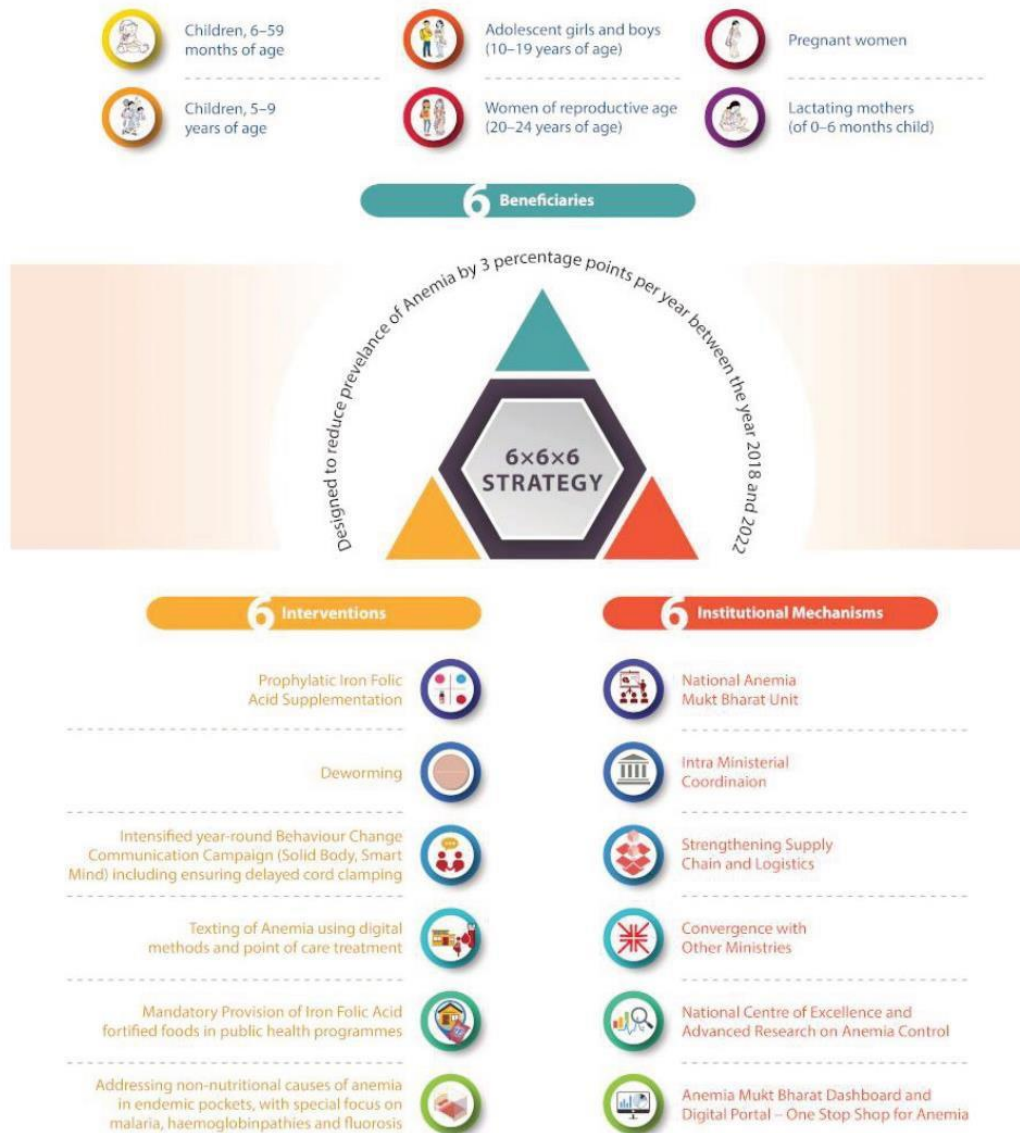 Children, 6–59
months of age
Adolescent girls and boys
(10–19 years of age)
Pregnant women
Children, 5–9
years of age
Women of reproductive age
(20–24 years of age)
Lactating mothers
(of 0–6 months child)
6 Beneficiaries
Designed to reduce prevelance of Anemia by 3 percentage points per year between the year 2018 and 2022
6×6×6
STRATEGY
6 Interventions
Prophylatic Iron Folic
Acid Supplementation
Deworming
Intensified year-round Behaviour Change
Communication Campaign (Solid Body, Smart
Mind) including ensuring delayed cord clamping
Texting of Anemia using digital
methods and point of care treatment
Mandatory Provision of Iron Folic Acid
fortified foods in public health programmes
Addressing non-nutritional causes of anemia
in endemic pockets, with special focus on
malaria, haemoglobinpathies and fluorosis
6 Institutional Mechanisms
National Anemia
Mukt Bharat Unit
Intra Ministerial
Coordinaion
Strengthening Supply
Chain and Logistics
Convergence with
Other Ministries
National Centre of Excellence and
Advanced Research on Anemia Control
Anemia Mukt Bharat Dashboard and
Digital Portal – One Stop Shop for Anemia